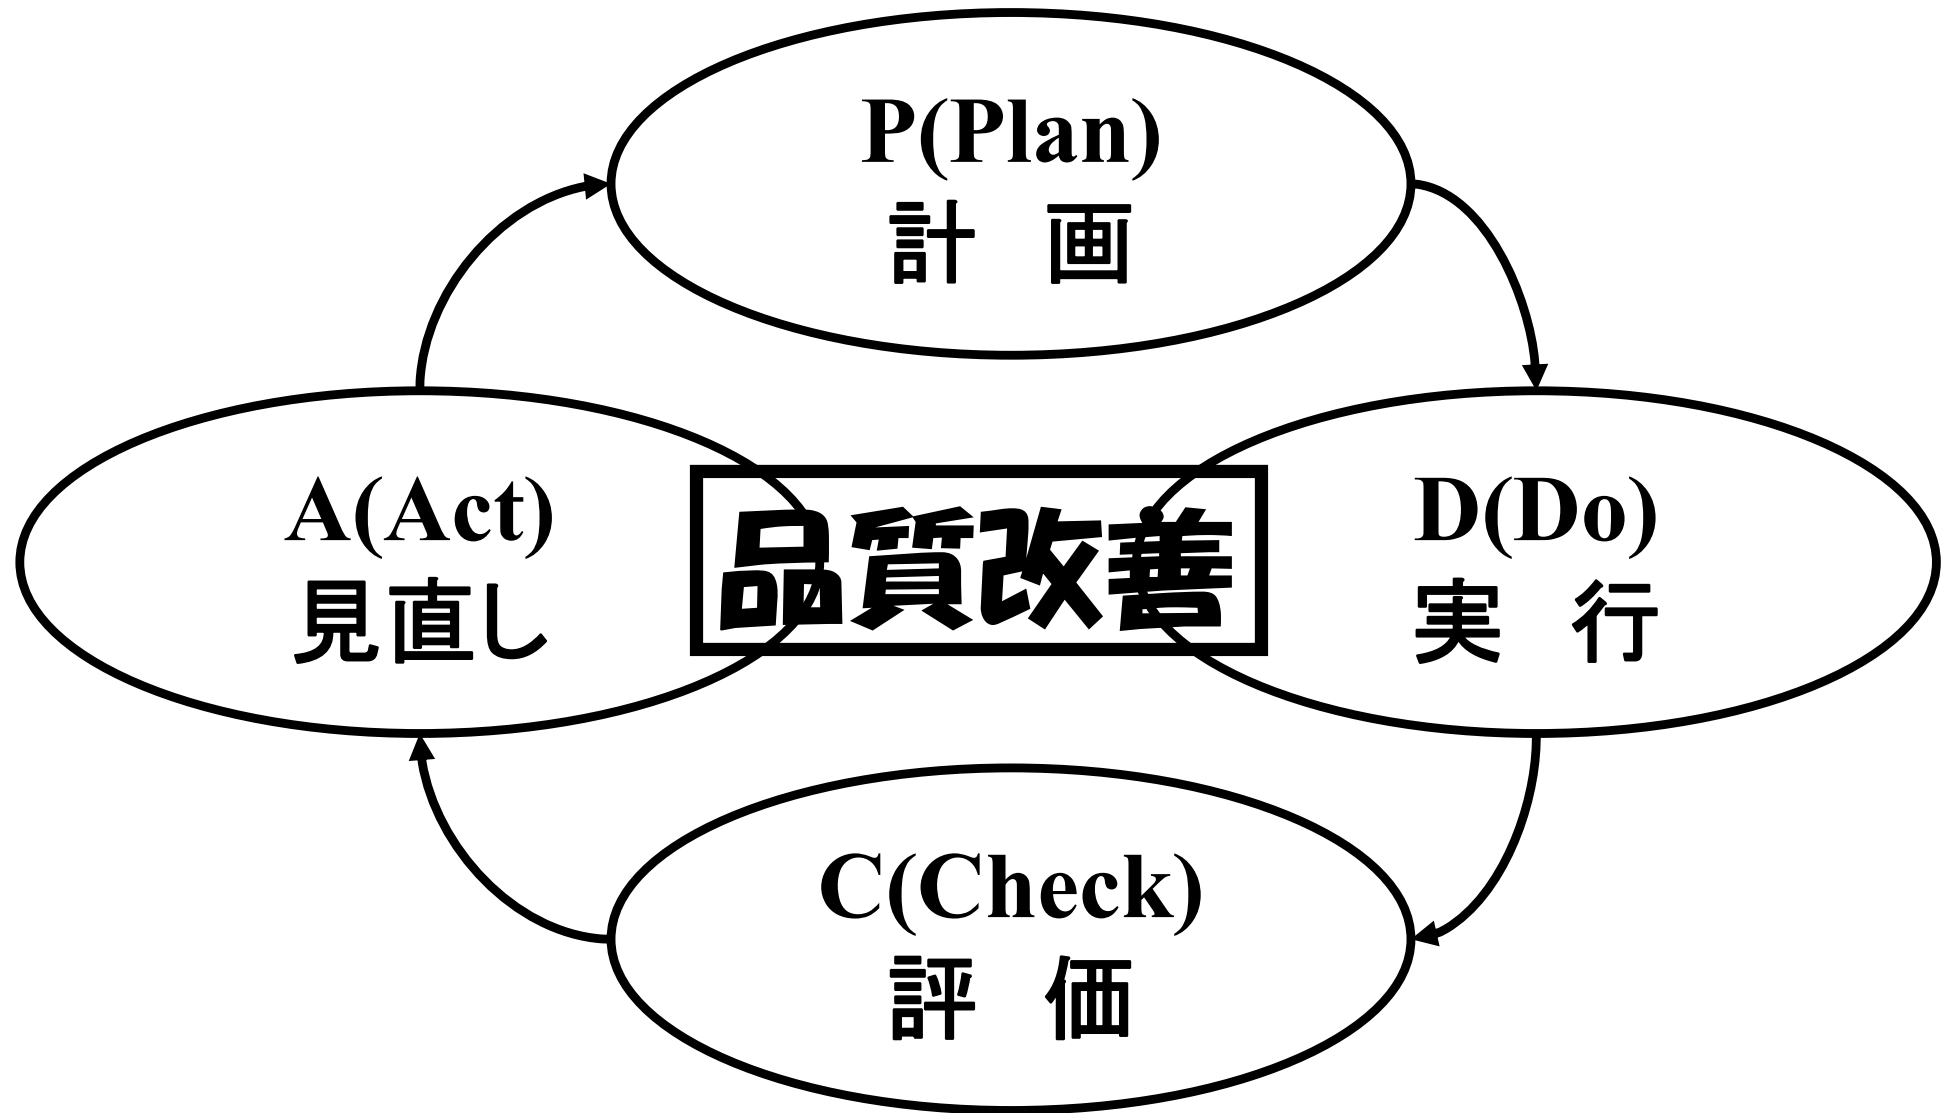 P(Plan)
計　画
A(Act)
見直し
品質改善
D(Do)
実　行
C(Check)
評　価